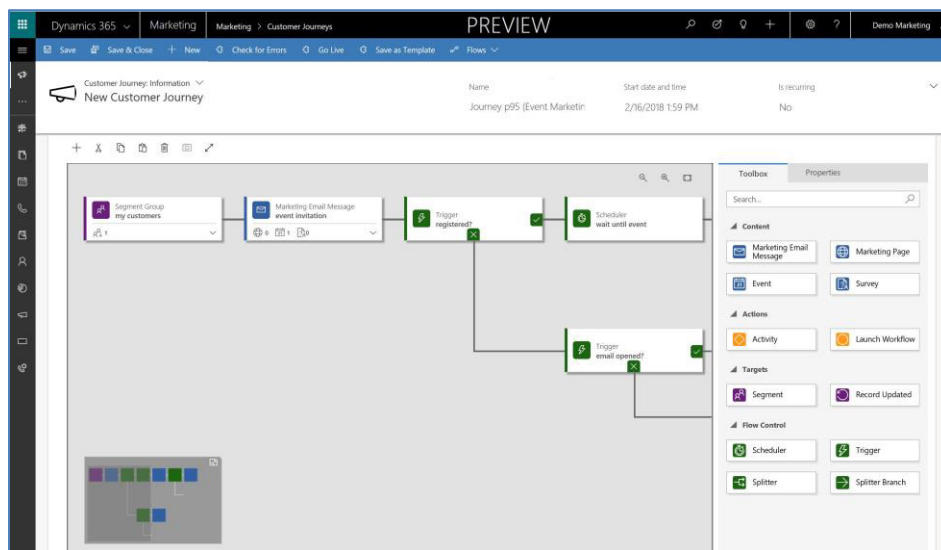 Dynamics 365
Marketing
Marketing > Customer Journeys
PREVIEW
?
Demo Marketing
Save
Save & Close
New
Check for Errors
Go Live
Save as Template
Flows
Customer Journey: Information
New Customer Journey
Name
Start date and time
Is recurring
Journey p95 (Event Marketin
2/16/2018 1:59 PM
No
Segment Group
my customers
1
Marketing Email Message
event invitation
0 1 0
Trigger
registered?
Scheduler
wait until event
Trigger
email opened?
Toolbox
Properties
Search...
Content
Marketing Email
Message
Marketing Page
Event
Survey
Actions
Activity
Launch Workflow
Targets
Segment
Record Updated
Flow Control
Scheduler
Trigger
Splitter
Splitter Branch